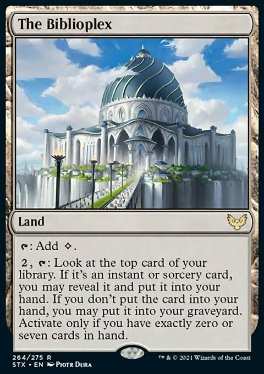 The Biblioplex
Land
: Add .
2, : Look at the top card of your
library. If it's an instant or sorcery card,
you may reveal it and put it into your
hand. If you don't put the card into your
hand, you may put it into your graveyard.
Activate only if you have exactly zero or
seven cards in hand.
264/275 R
STX • EN Piotr Dura
™ & © 2021 Wizards of the Coast